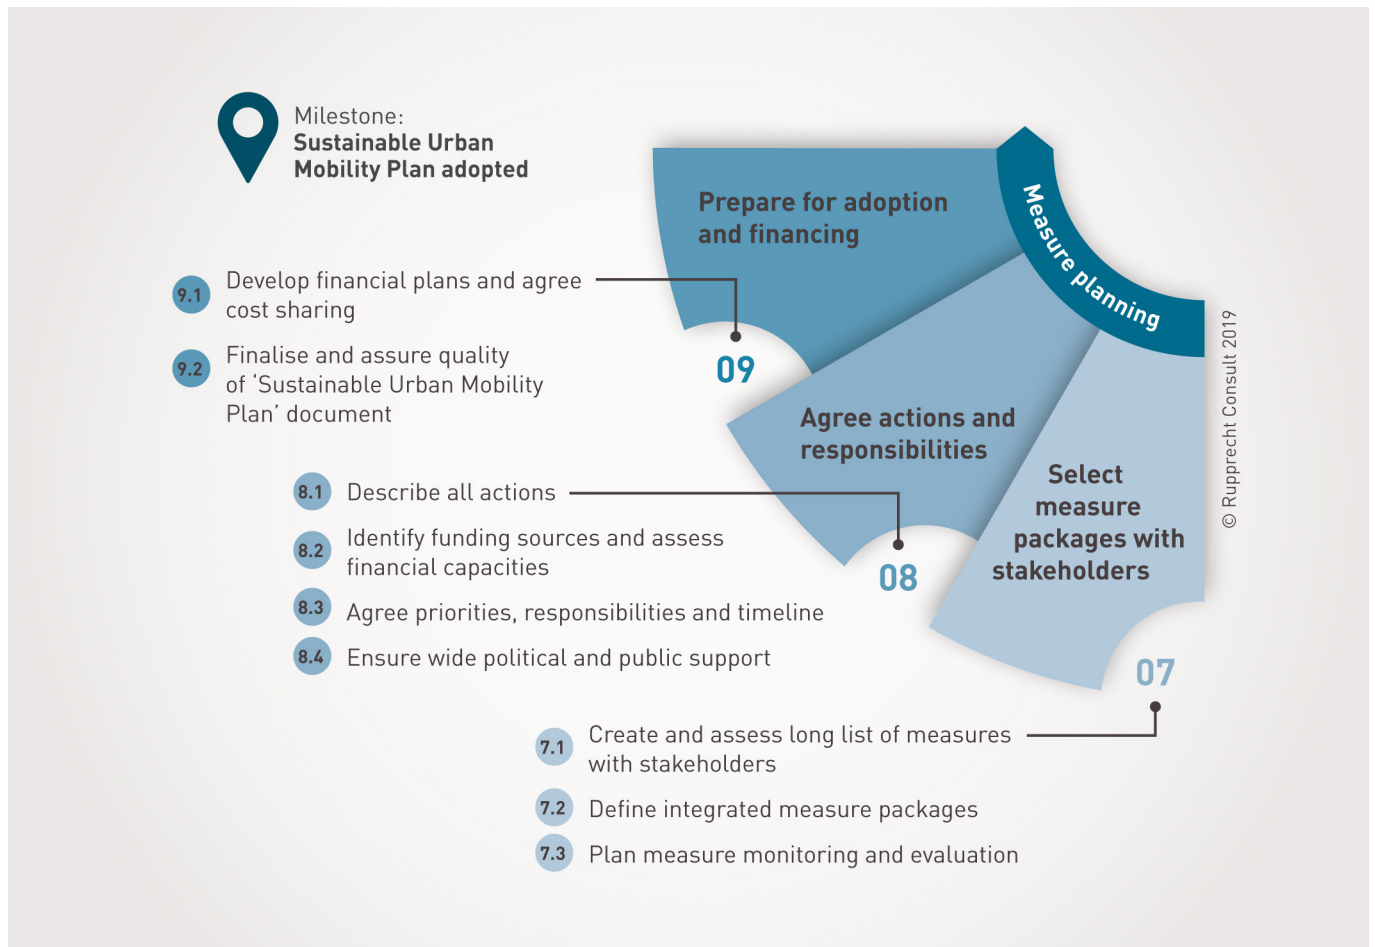 Milestone:
Sustainable Urban
Mobility Plan adopted
Measure planning
Prepare for adoption
and financing
09
9.1
Develop financial plans and agree
cost sharing
9.2
Finalise and assure quality
of ‘Sustainable Urban Mobility
Plan’ document
Agree actions and
responsibilities
08
8.1
Describe all actions
8.2
Identify funding sources and assess
financial capacities
8.3
Agree priorities, responsibilities and timeline
8.4
Ensure wide political and public support
Select
measure
packages with
stakeholders
07
7.1
Create and assess long list of measures
with stakeholders
7.2
Define integrated measure packages
7.3
Plan measure monitoring and evaluation
© Rupprecht Consult 2019